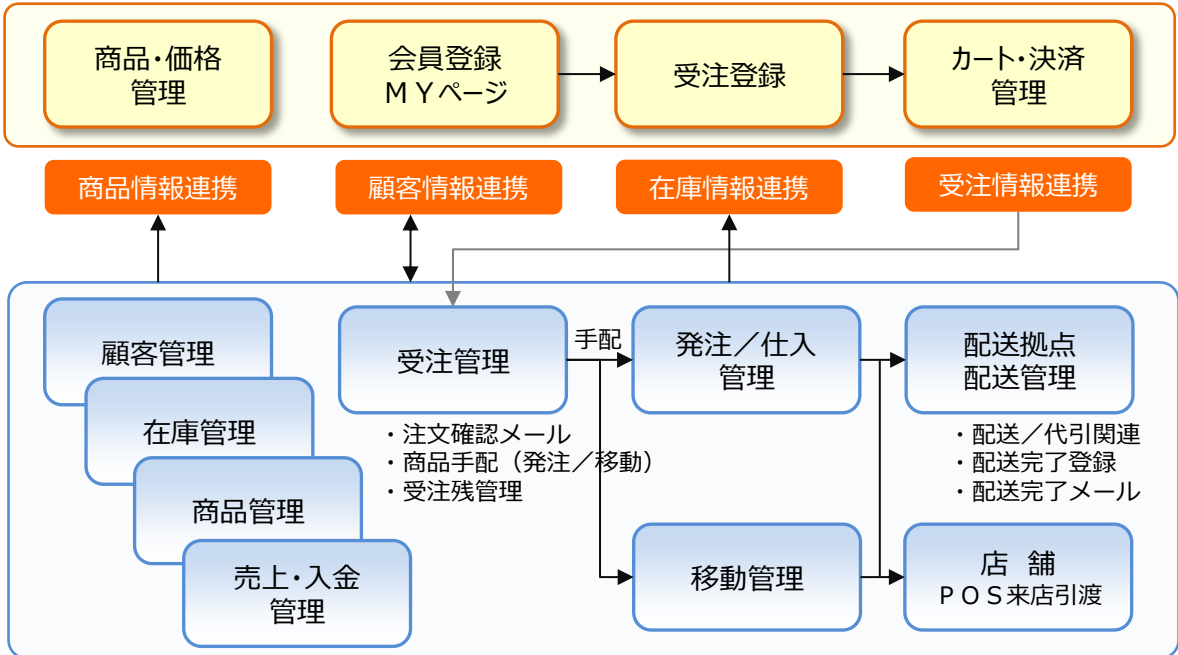 商品・価格
管理
会員登録
ＭＹページ
受注登録
カート・決済
管理
商品情報連携
顧客情報連携
在庫情報連携
受注情報連携
顧客管理
在庫管理
商品管理
売上・入金
管理
受注管理
手配
発注／仕入
管理
配送拠点
配送管理
・注文確認メール
・商品手配（発注／移動）
・受注残管理
・配送／代引関連
・配送完了登録
・配送完了メール
移動管理
店　舗
ＰＯＳ来店引渡